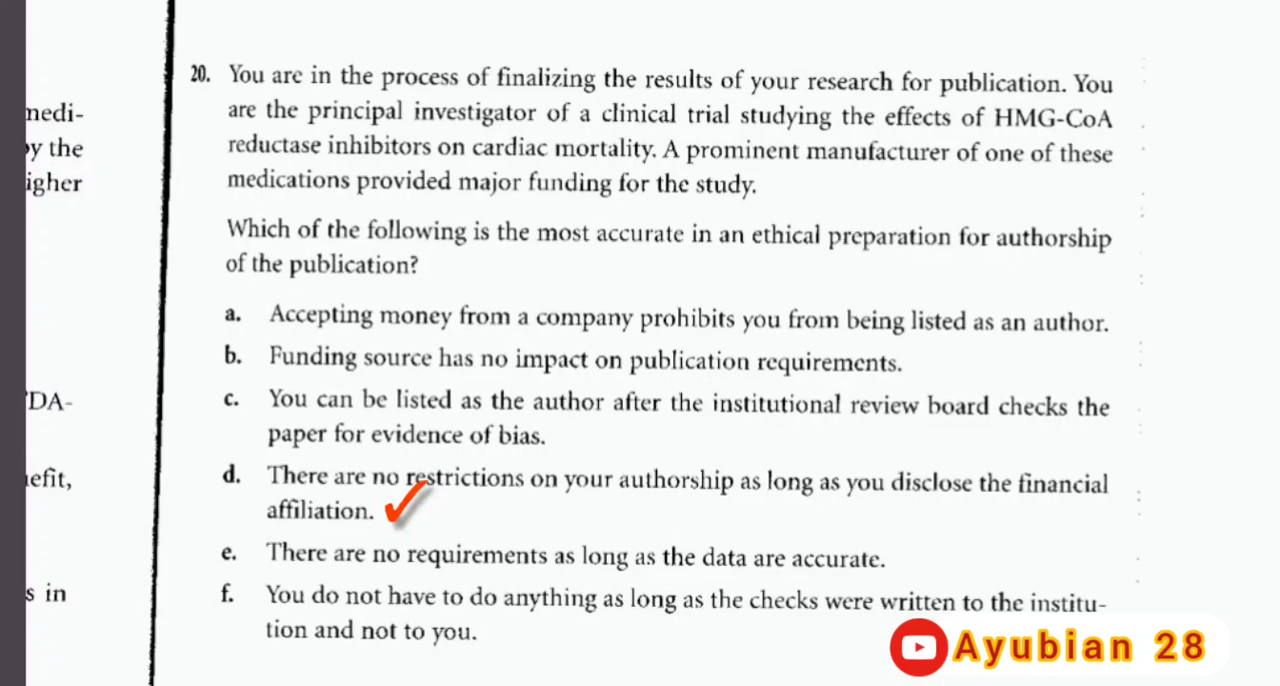 20. You are in the process of finalizing the results of your research for publication. You
are the principal investigator of a clinical trial studying the effects of HMG-CoA
reductase inhibitors on cardiac mortality. A prominent manufacturer of one of these
medications provided major funding for the study.
Which of the following is the most accurate in an ethical preparation for authorship
of the publication?
a. Accepting money from a company prohibits you from being listed as an author.
b. Funding source has no impact on publication requirements.
c. You can be listed as the author after the institutional review board checks the
paper for evidence of bias.
d. There are no restrictions on your authorship as long as you disclose the financial
affiliation.
e. There are no requirements as long as the data are accurate.
f. You do not have to do anything as long as the checks were written to the institu-
tion and not to you.
nedi-
y the
igher
DA-
efit,
s in
Ayubian 28